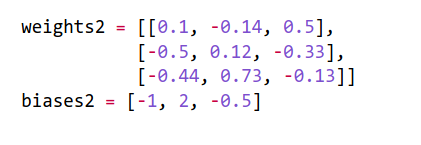 weights2 = [[0.1, -0.14, 0.5],
[-0.5, 0.12, -0.33],
[-0.44, 0.73, -0.13]]
biases2 = [-1, 2, -0.5]